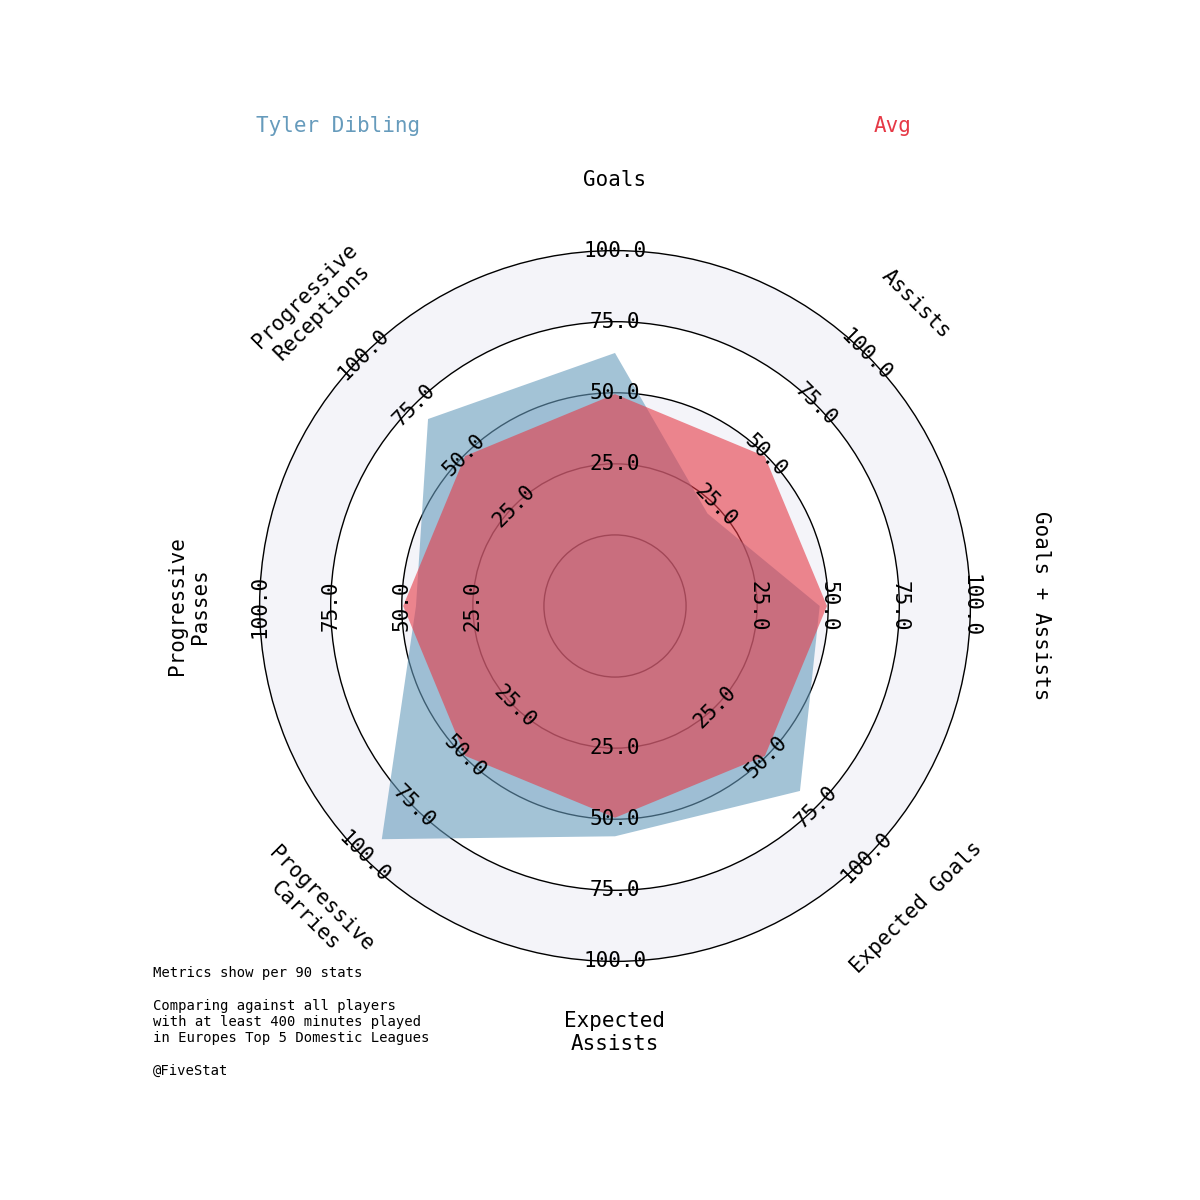 Tyler Dibling
Avg
Goals
Assists
Goals + Assists
Expected Goals
Expected
Assists
Progressive
Carries
Progressive
Passes
Progressive
Receptions
25.0
50.0
75.0
100.0
25.0
50.0
75.0
100.0
25.0
50.0
75.0
100.0
25.0
50.0
75.0
100.0
25.0
50.0
75.0
100.0
25.0
50.0
75.0
100.0
25.0
50.0
75.0
100.0
25.0
50.0
75.0
100.0
Metrics show per 90 stats
Comparing against all players
with at least 400 minutes played
in Europes Top 5 Domestic Leagues
@FiveStat